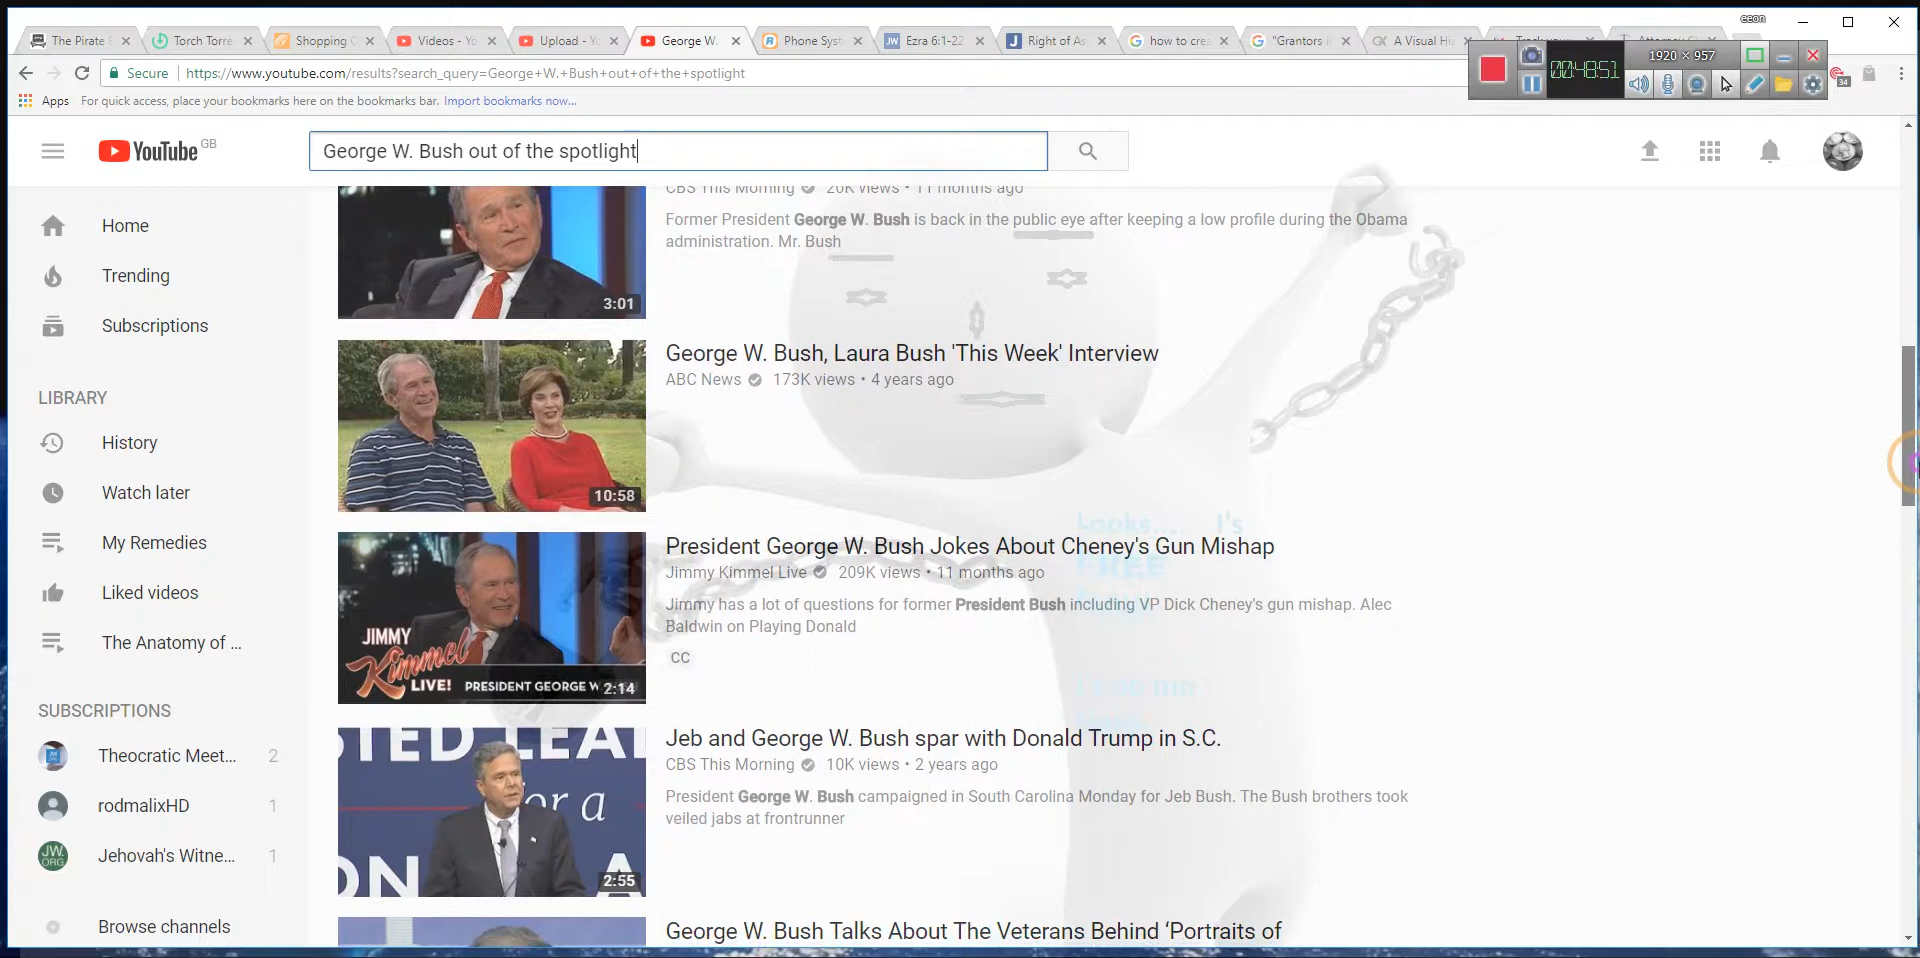 eeon
The Pirate
Torch Torre
Shopping
Videos - Yo
Upload - Yo
George W.
Phone Syst
Ezra 6:1-22
Right of As
how to crea
"Grantors i
A Visual Hi
1920 × 957
00:48:51
Secure
https://www.youtube.com/results?search_query=George+W.+Bush+out+of+the+spotlight
34
Apps
For quick access, place your bookmarks here on the bookmarks bar. Import bookmarks now...
YouTube GB
George W. Bush out of the spotlight
CBS This Morning 20K views • 11 months ago
Former President George W. Bush is back in the public eye after keeping a low profile during the Obama
administration. Mr. Bush
3:01
Home
Trending
Subscriptions
LIBRARY
History
Watch later
My Remedies
Liked videos
The Anatomy of ...
SUBSCRIPTIONS
Theocratic Meet... 2
rodmalixHD 1
JW.ORG
Jehovah's Witne... 1
Browse channels
George W. Bush, Laura Bush 'This Week' Interview
ABC News 173K views • 4 years ago
10:58
Looks.... I's
FREE
President George W. Bush Jokes About Cheney's Gun Mishap
Jimmy Kimmel Live 209K views • 11 months ago
Jimmy has a lot of questions for former President Bush including VP Dick Cheney's gun mishap. Alec
Baldwin on Playing Donald
CC
JIMMY
Kimmel
LIVE! PRESIDENT GEORGE W
2:14
Jeb and George W. Bush spar with Donald Trump in S.C.
CBS This Morning 10K views • 2 years ago
President George W. Bush campaigned in South Carolina Monday for Jeb Bush. The Bush brothers took
veiled jabs at frontrunner
STED LEAD
for a
2:55
George W. Bush Talks About The Veterans Behind ‘Portraits of